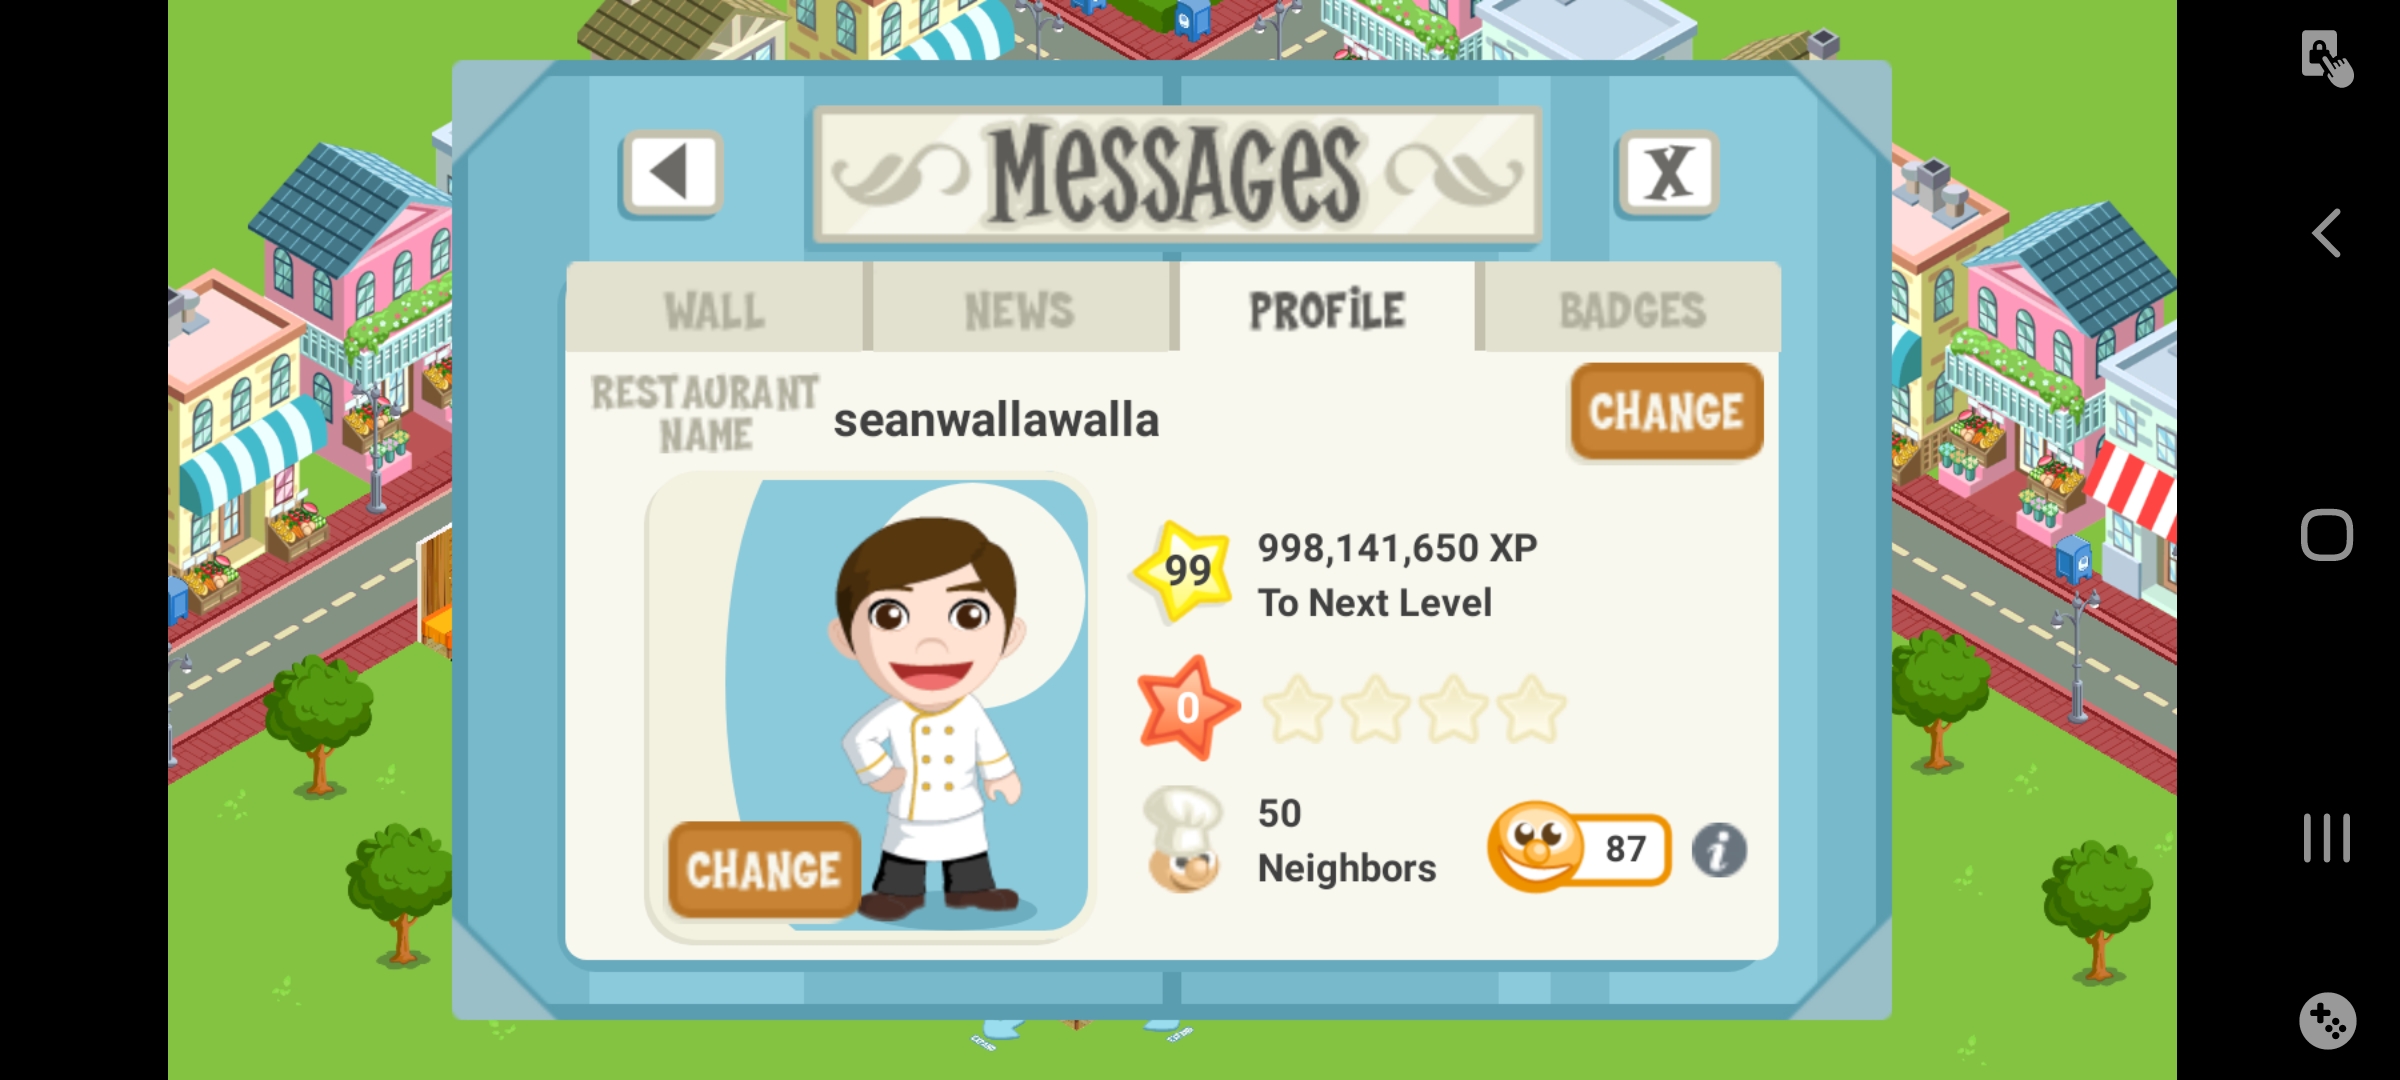 MESSAGES
X
WALL
NEWS
PROFILE
BADGES
RESTAURANT
NAME
seanwallawalla
CHANGE
99
998,141,650 XP
To Next Level
0
50
Neighbors
87
i
CHANGE